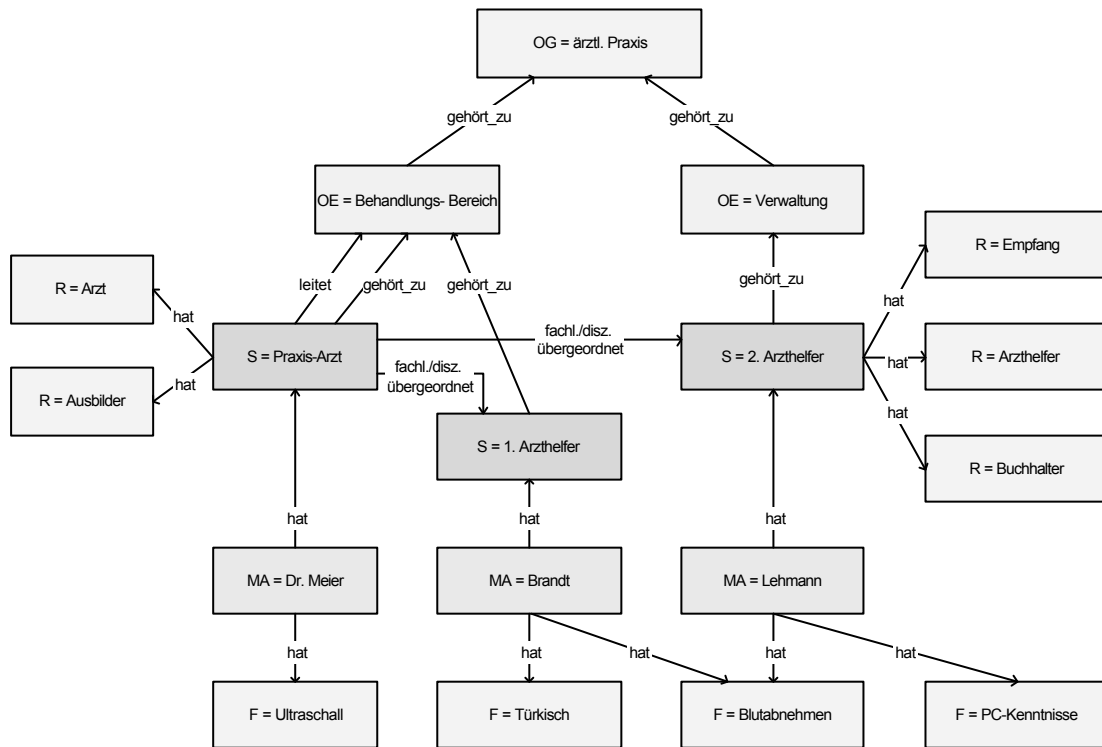 OG = ärztl. Praxis
gehört_zu
gehört_zu
OE = Behandlungs- Bereich
OE = Verwaltung
R = Empfang
R = Arzt
leitet
gehört_zu
gehört_zu
gehört_zu
hat
hat
S = Praxis-Arzt
fachl./disz.
übergeordnet
S = 2. Arzthelfer
hat
R = Arzthelfer
hat
fachl./disz.
übergeordnet
R = Ausbilder
hat
S = 1. Arzthelfer
R = Buchhalter
hat
hat
hat
MA = Dr. Meier
MA = Brandt
MA = Lehmann
hat
hat
hat
hat
hat
F = Ultraschall
F = Türkisch
F = Blutabnehmen
F = PC-Kenntnisse